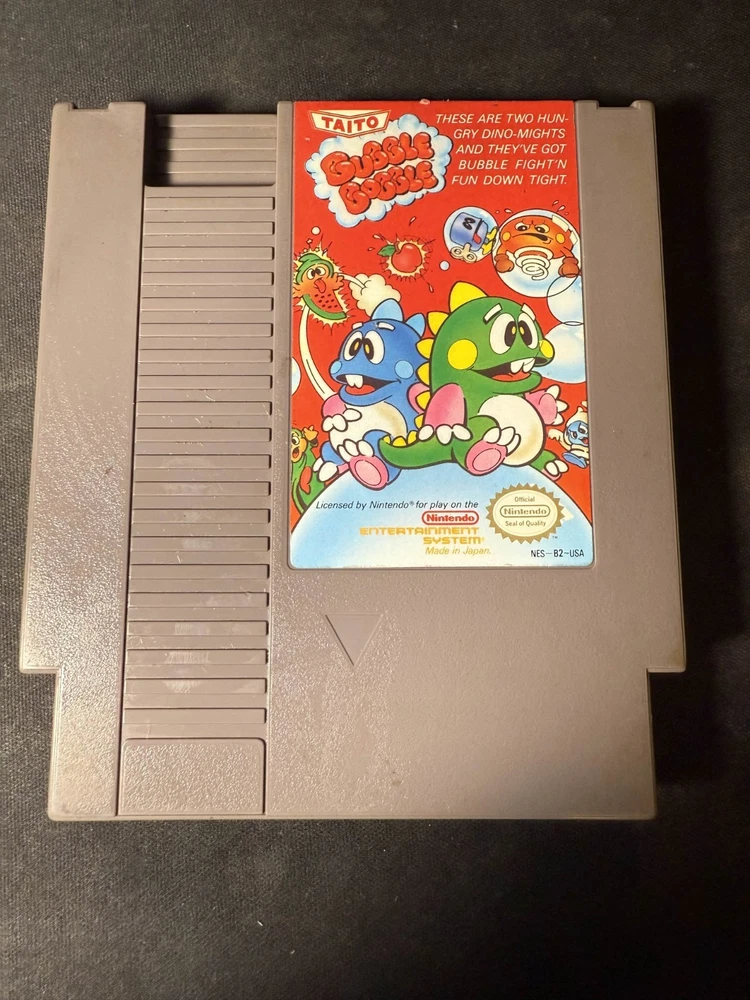 TAITO
BUBBLE
BOBBLE
THESE ARE TWO HUN-
GRY DINO-MIGHTS
AND THEY'VE GOT
BUBBLE FIGHT'N
FUN DOWN TIGHT.
Licensed by Nintendo® for play on the
Nintendo
ENTERTAINMENT
SYSTEM®
Made in Japan.
Official
Nintendo
Seal of Quality
TM
NES-B2-USA